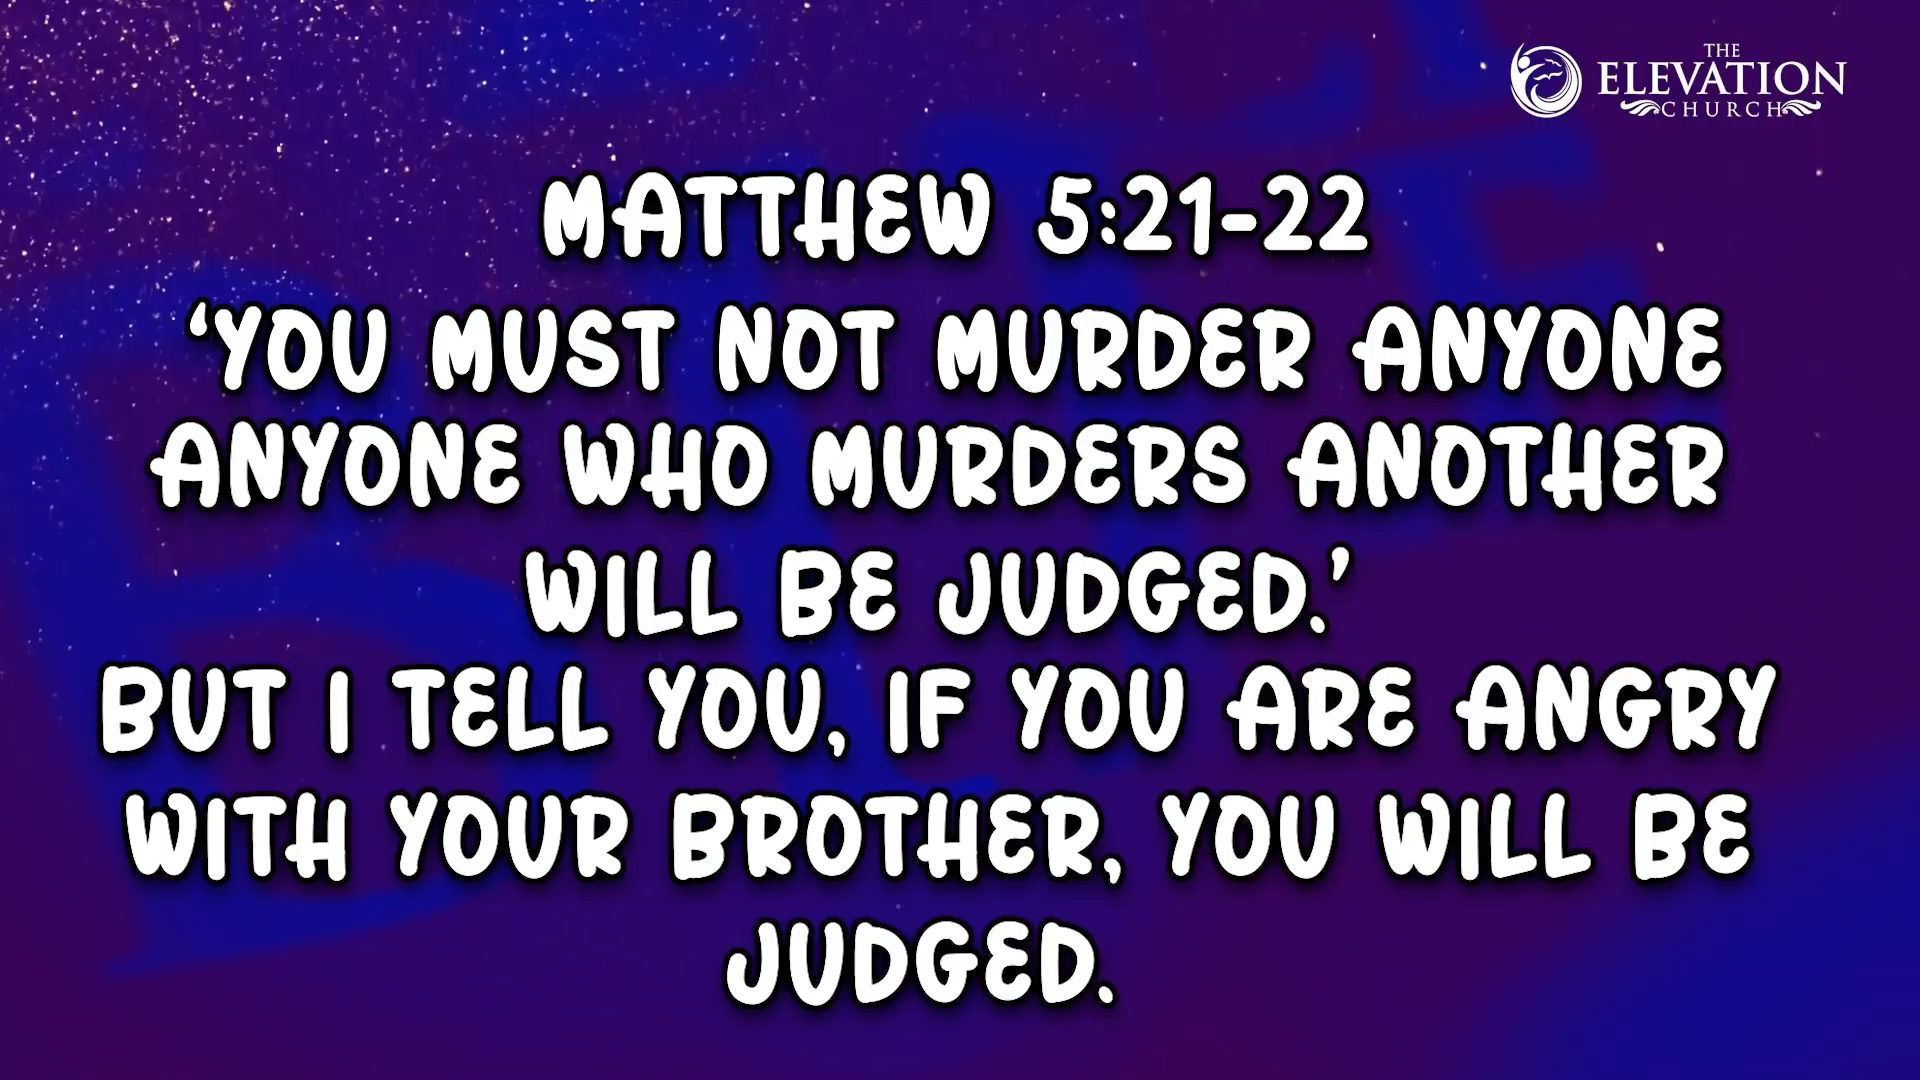 THE
ELEVATION
CHURCH
MATTHEW 5:21-22
‘YOU MUST NOT MURDER ANYONE
ANYONE WHO MURDERS ANOTHER
WILL BE JUDGED.’
BUT I TELL YOU, IF YOU ARE ANGRY
WITH YOUR BROTHER, YOU WILL BE
JUDGED.